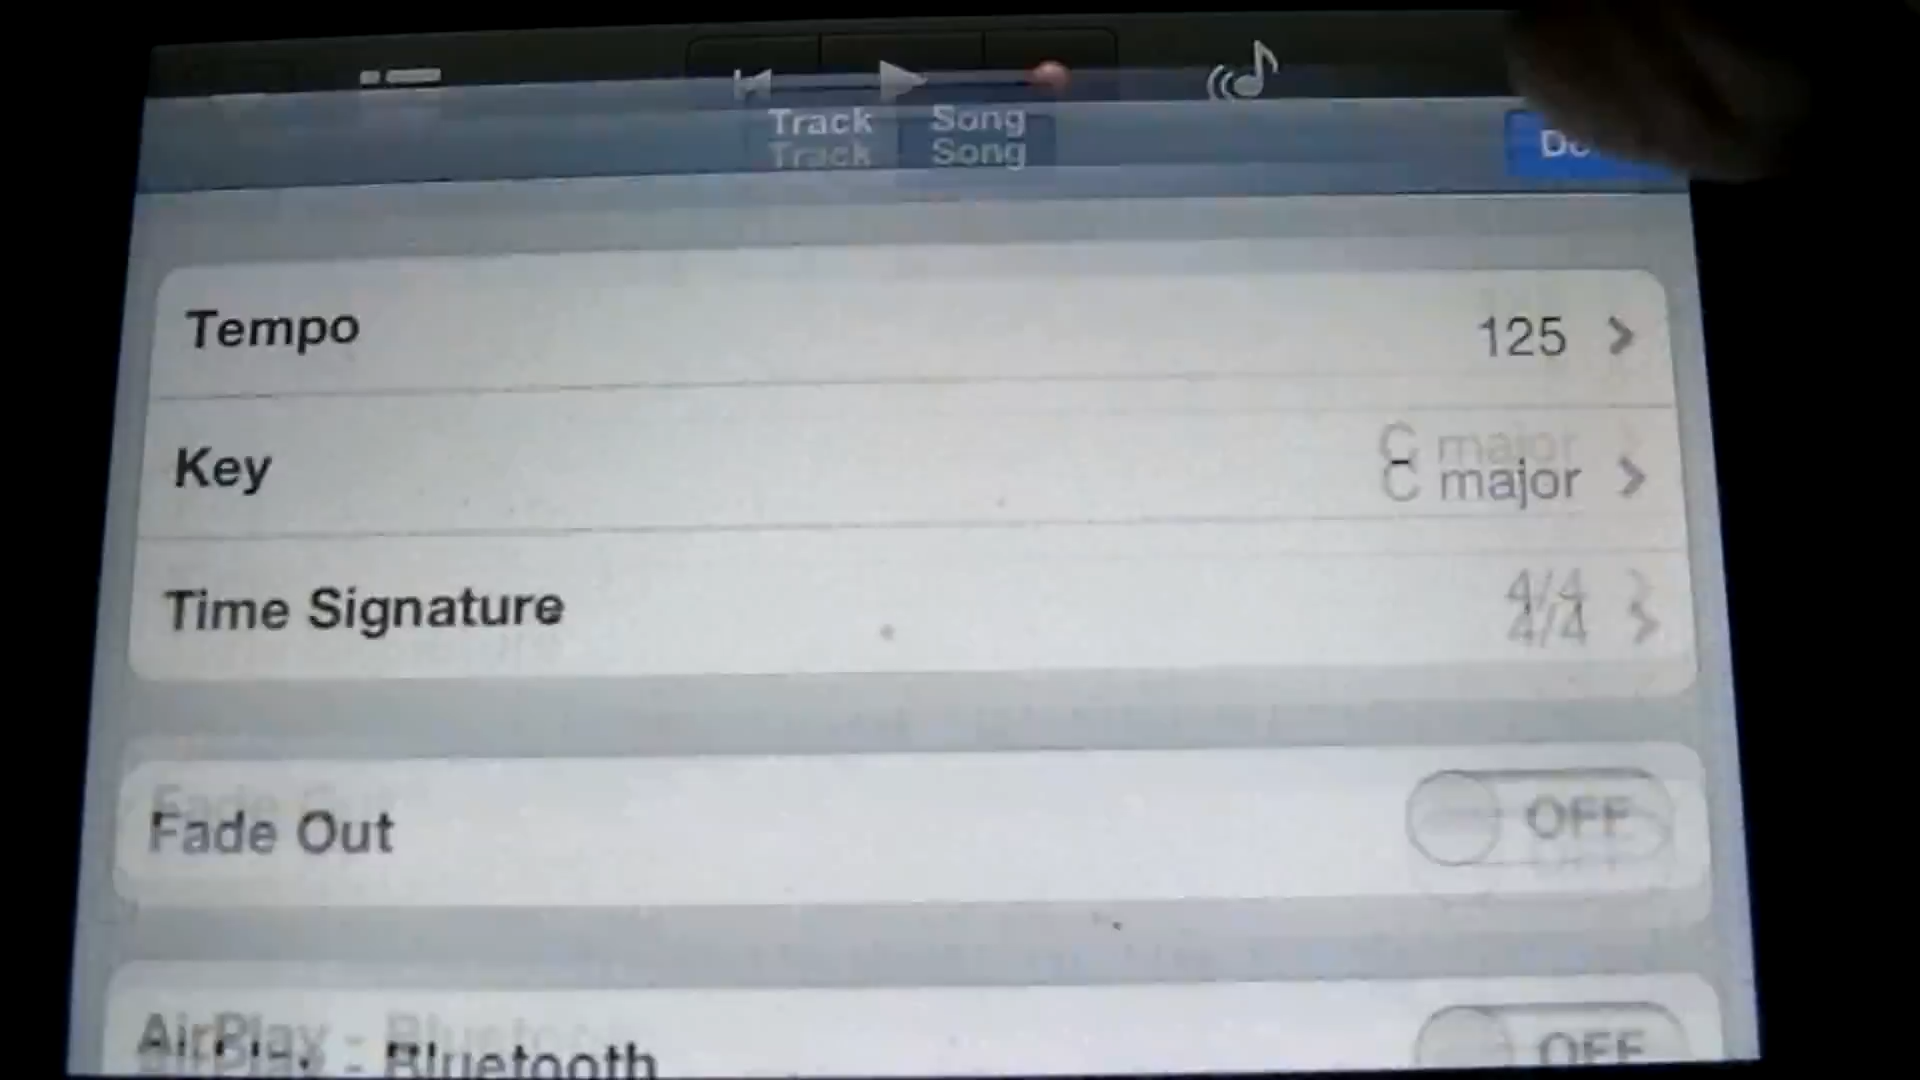 Track Song
Tempo 125
Key C major
Time Signature 4/4
Fade Out OFF
AirPlay - Bluetooth OFF